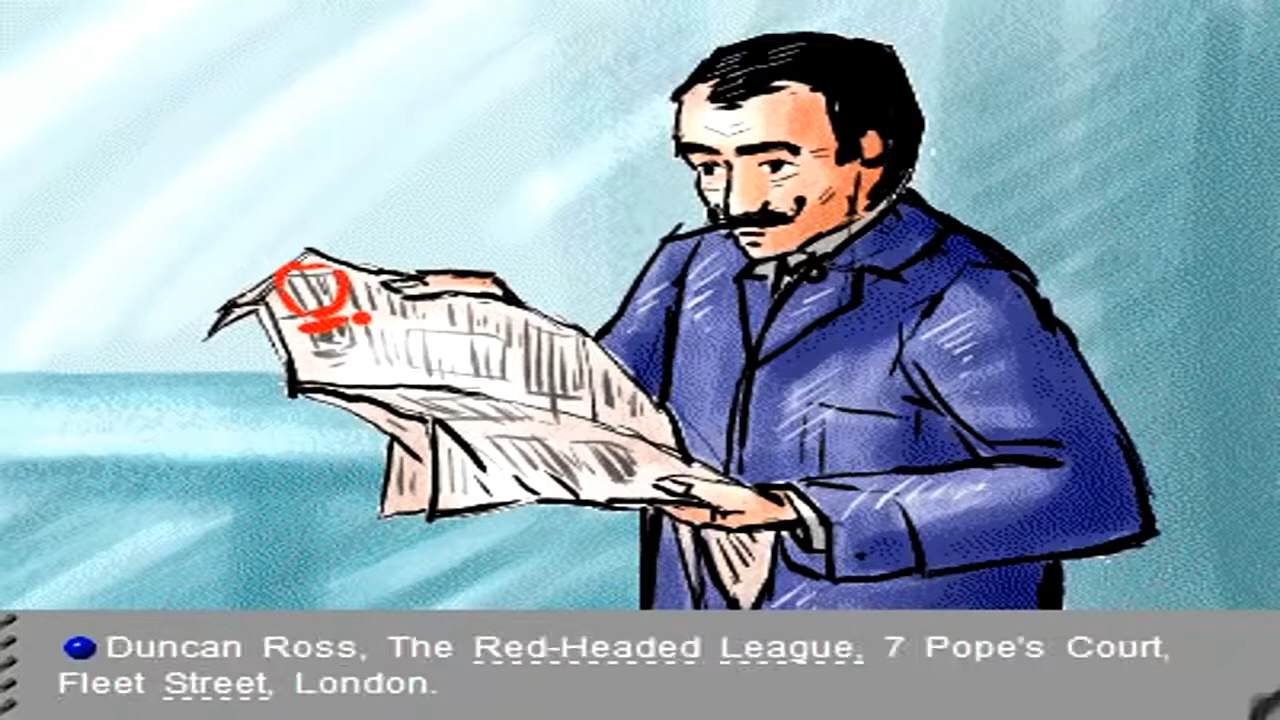 Duncan Ross, The Red-Headed League, 7 Pope's Court,
Fleet Street, London.